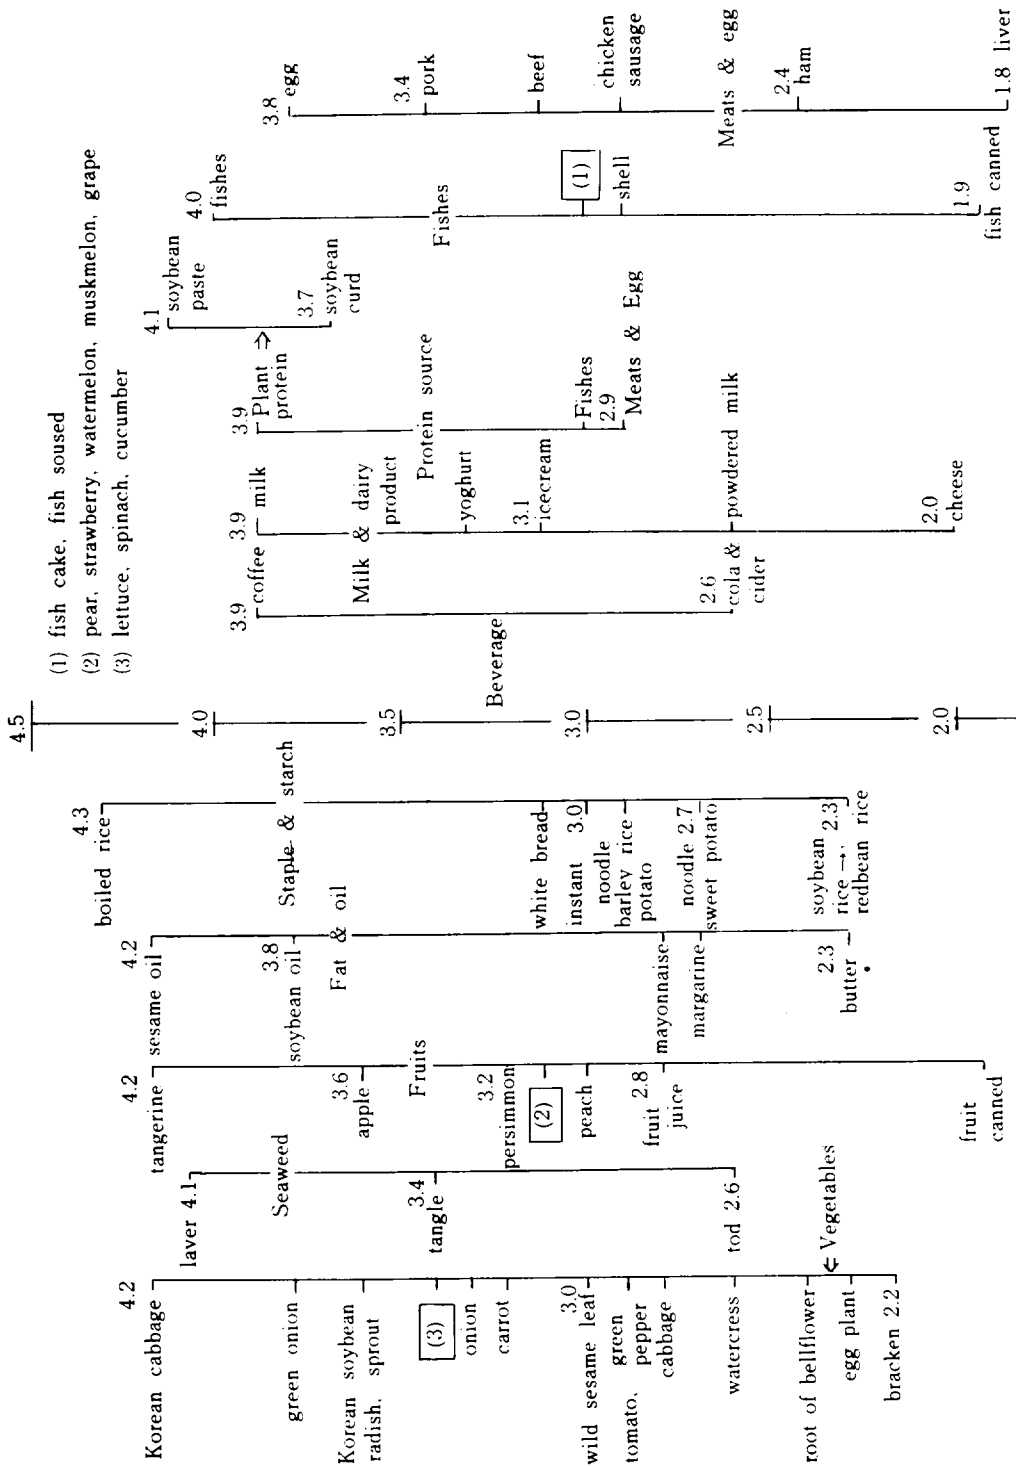 4.5
4.0
3.5
3.0
2.5
2.0
(1) fish cake, fish soused
(2) pear, strawberry, watermelon, muskmelon, grape
(3) lettuce, spinach, cucumber
4.2
Korean cabbage
green onion
Korean soybean
radish, sprout
(3)
onion
carrot
3.0
wild sesame leaf
green
tomato, pepper
cabbage
watercress
root of bellflower
⇐ Vegetables
egg plant
bracken 2.2
laver 4.1
Seaweed
3.4
tangle
tod 2.6
4.2
tangerine
3.6
apple
Fruits
3.2
persimmon
(2)
peach
fruit 2.8
juice
fruit
canned
4.2
sesame oil
3.8
soybean oil
Fat & oil
mayonnaise
margarine
2.3
butter
4.3
boiled rice
Staple & starch
white bread
instant 3.0
noodle
barley rice
potato
noodle 2.7
sweet potato
soybean
rice → 2.3
redbean rice
3.9
coffee
Beverage
2.6
cola &
cider
3.9
milk
Milk & dairy
product
yoghurt
3.1
icecream
powdered milk
2.0
cheese
3.9
Plant ⇒
protein
Protein source
Fishes
2.9
Meats & Egg
4.1
soybean
paste
3.7
soybean
curd
4.0
fishes
Fishes
(1)
shell
1.9
fish canned
3.8
egg
3.4
pork
beef
chicken
sausage
Meats & egg
2.4
ham
1.8 liver